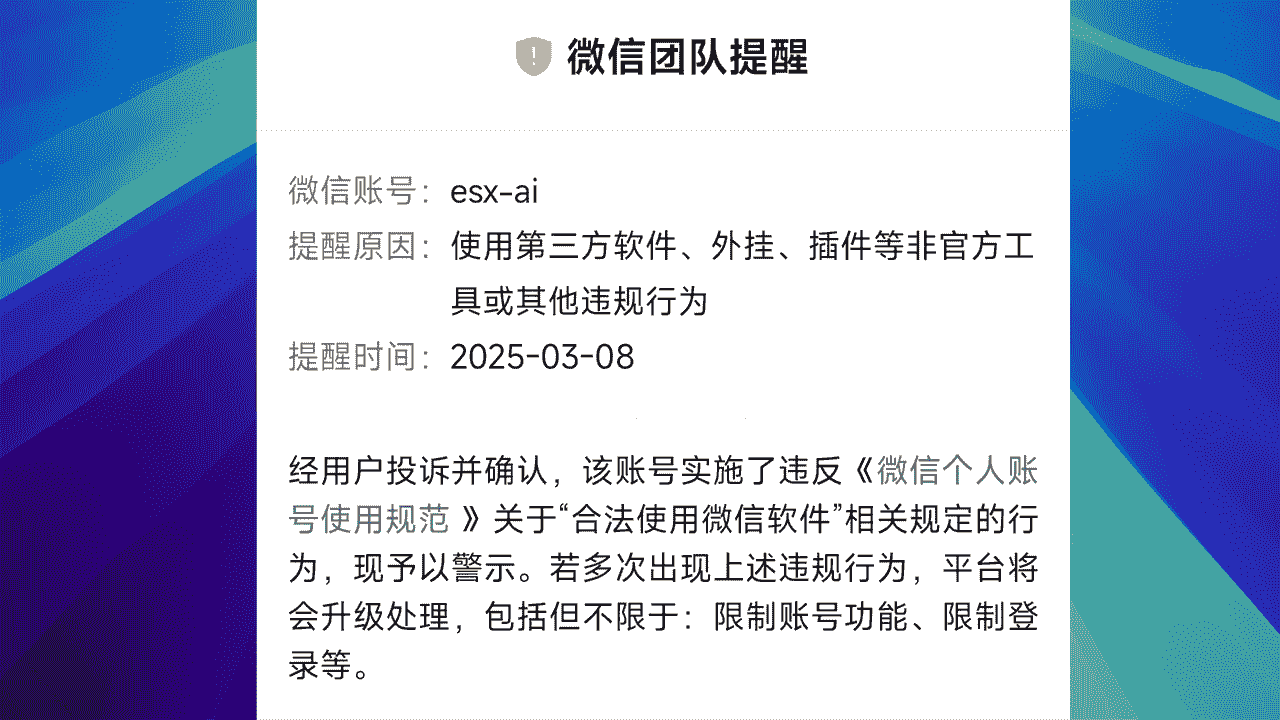 微信团队提醒
微信账号：esx-ai
提醒原因：使用第三方软件、外挂、插件等非官方工
具或其他违规行为
提醒时间：2025-03-08
经用户投诉并确认，该账号实施了违反《微信个人账
号使用规范 》关于“合法使用微信软件”相关规定的行
为，现予以警示。若多次出现上述违规行为，平台将
会升级处理，包括但不限于：限制账号功能、限制登
录等。